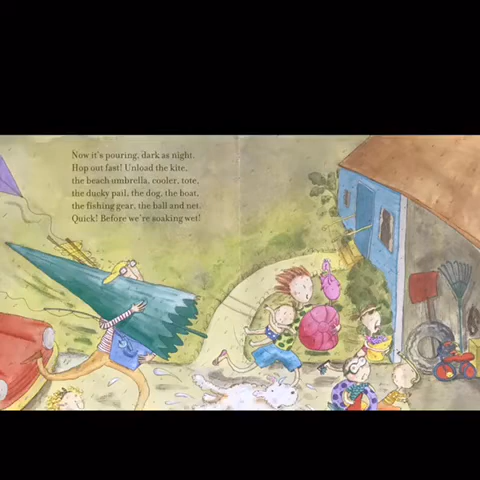 Now it's pouring, dark as night.
Hop out fast! Unload the kite,
the beach umbrella, cooler, tote,
the ducky pail, the dog, the boat,
the fishing gear, the ball and net.
Quick! Before we're soaking wet!